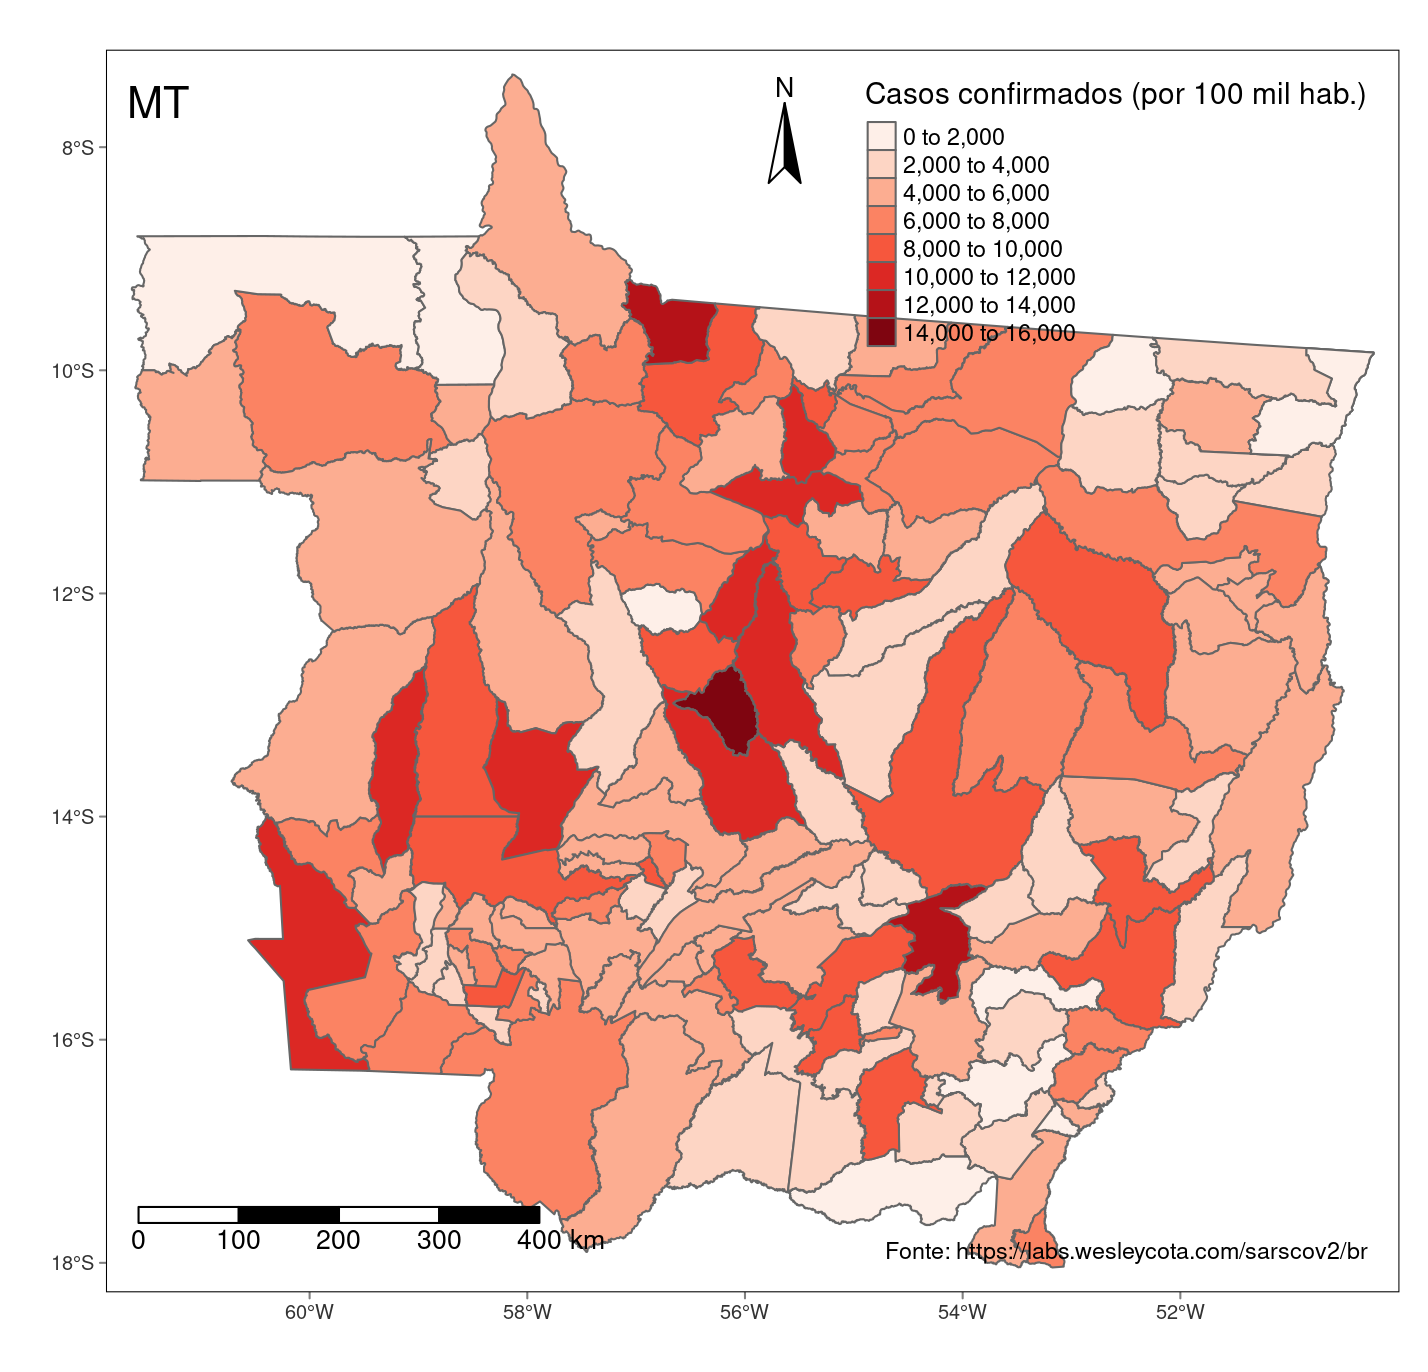 MT
N
Casos confirmados (por 100 mil hab.)
0 to 2,000
2,000 to 4,000
4,000 to 6,000
6,000 to 8,000
8,000 to 10,000
10,000 to 12,000
12,000 to 14,000
14,000 to 16,000
8°S
10°S
12°S
14°S
16°S
18°S
0 100 200 300 400 km
Fonte: https://labs.wesleycota.com/sarscov2/br
60°W 58°W 56°W 54°W 52°W